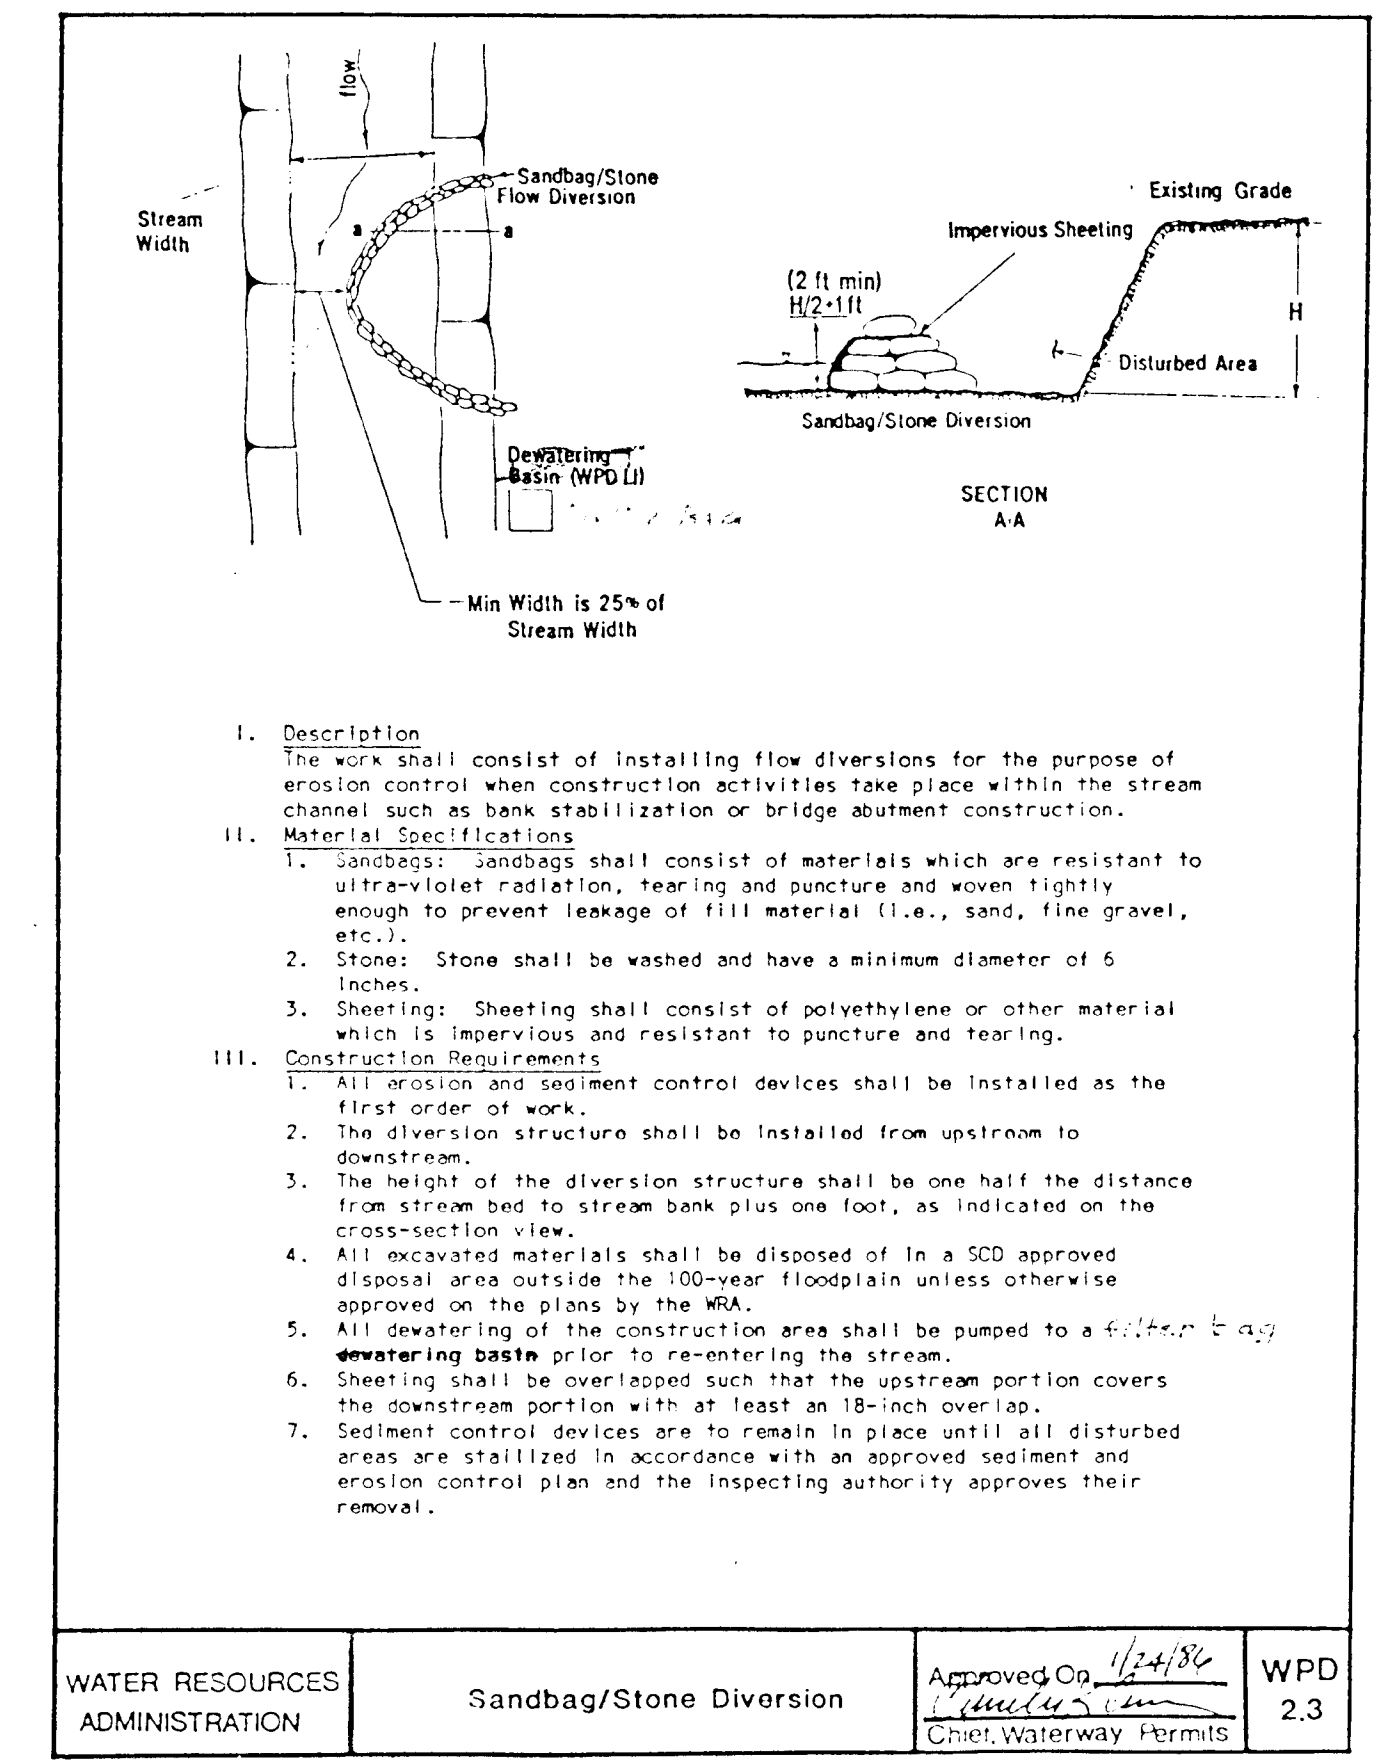 flow
Sandbag/Stone
Flow Diversion
Stream
Width
a
a
Dewatering
Basin (WPD 1.1)
Min Width is 25% of
Stream Width
Existing Grade
Impervious Sheeting
(2 ft min)
H/2+1ft
H
Disturbed Area
Sandbag/Stone Diversion
SECTION
A-A
I. Description
The work shall consist of installing flow diversions for the purpose of
erosion control when construction activities take place within the stream
channel such as bank stabilization or bridge abutment construction.
II. Material Specifications
1. Sandbags: Sandbags shall consist of materials which are resistant to
ultra-violet radiation, tearing and puncture and woven tightly
enough to prevent leakage of fill material (i.e., sand, fine gravel,
etc.).
2. Stone: Stone shall be washed and have a minimum diameter of 6
inches.
3. Sheeting: Sheeting shall consist of polyethylene or other material
which is impervious and resistant to puncture and tearing.
III. Construction Requirements
1. All erosion and sediment control devices shall be installed as the
first order of work.
2. The diversion structure shall be installed from upstream to
downstream.
3. The height of the diversion structure shall be one half the distance
from stream bed to stream bank plus one foot, as indicated on the
cross-section view.
4. All excavated materials shall be disposed of in a SCD approved
disposal area outside the 100-year floodplain unless otherwise
approved on the plans by the WRA.
5. All dewatering of the construction area shall be pumped to a filter bag
dewatering basin prior to re-entering the stream.
6. Sheeting shall be overlapped such that the upstream portion covers
the downstream portion with at least an 18-inch overlap.
7. Sediment control devices are to remain in place until all disturbed
areas are stailized in accordance with an approved sediment and
erosion control plan and the inspecting authority approves their
removal.
WATER RESOURCES
ADMINISTRATION
Sandbag/Stone Diversion
Approved On 1/24/86
Chief, Waterway Permits
WPD
2.3